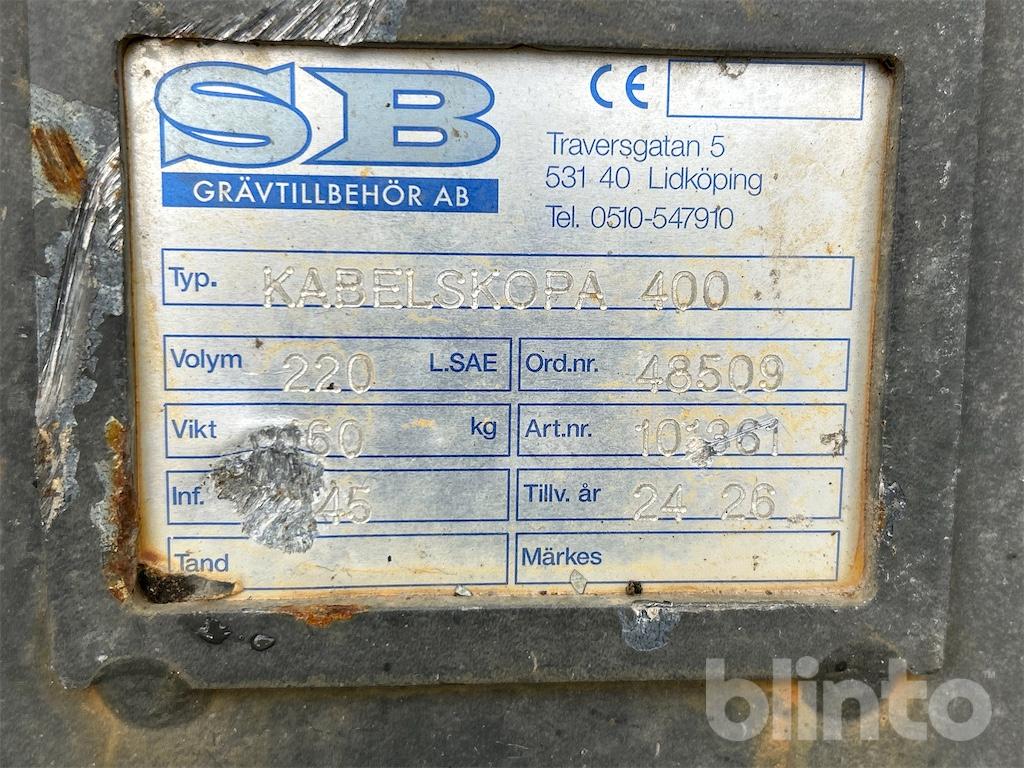 SB
GRÄVTILLBEHÖR AB
CE
Traversgatan 5
531 40 Lidköping
Tel. 0510-547910
Typ. KABELSKOPA 400
Volym 220 L.SAE
Ord.nr. 48509
Vikt kg
Art.nr.
Inf.
Tillv. år 24 26
Tand
Märkes
blinto